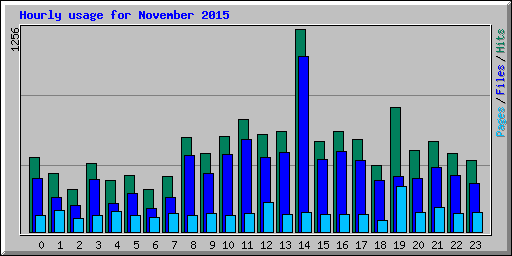 Hourly usage for November 2015
1256
Pages / Files / Hits
0 1 2 3 4 5 6 7 8 9 10 11 12 13 14 15 16 17 18 19 20 21 22 23